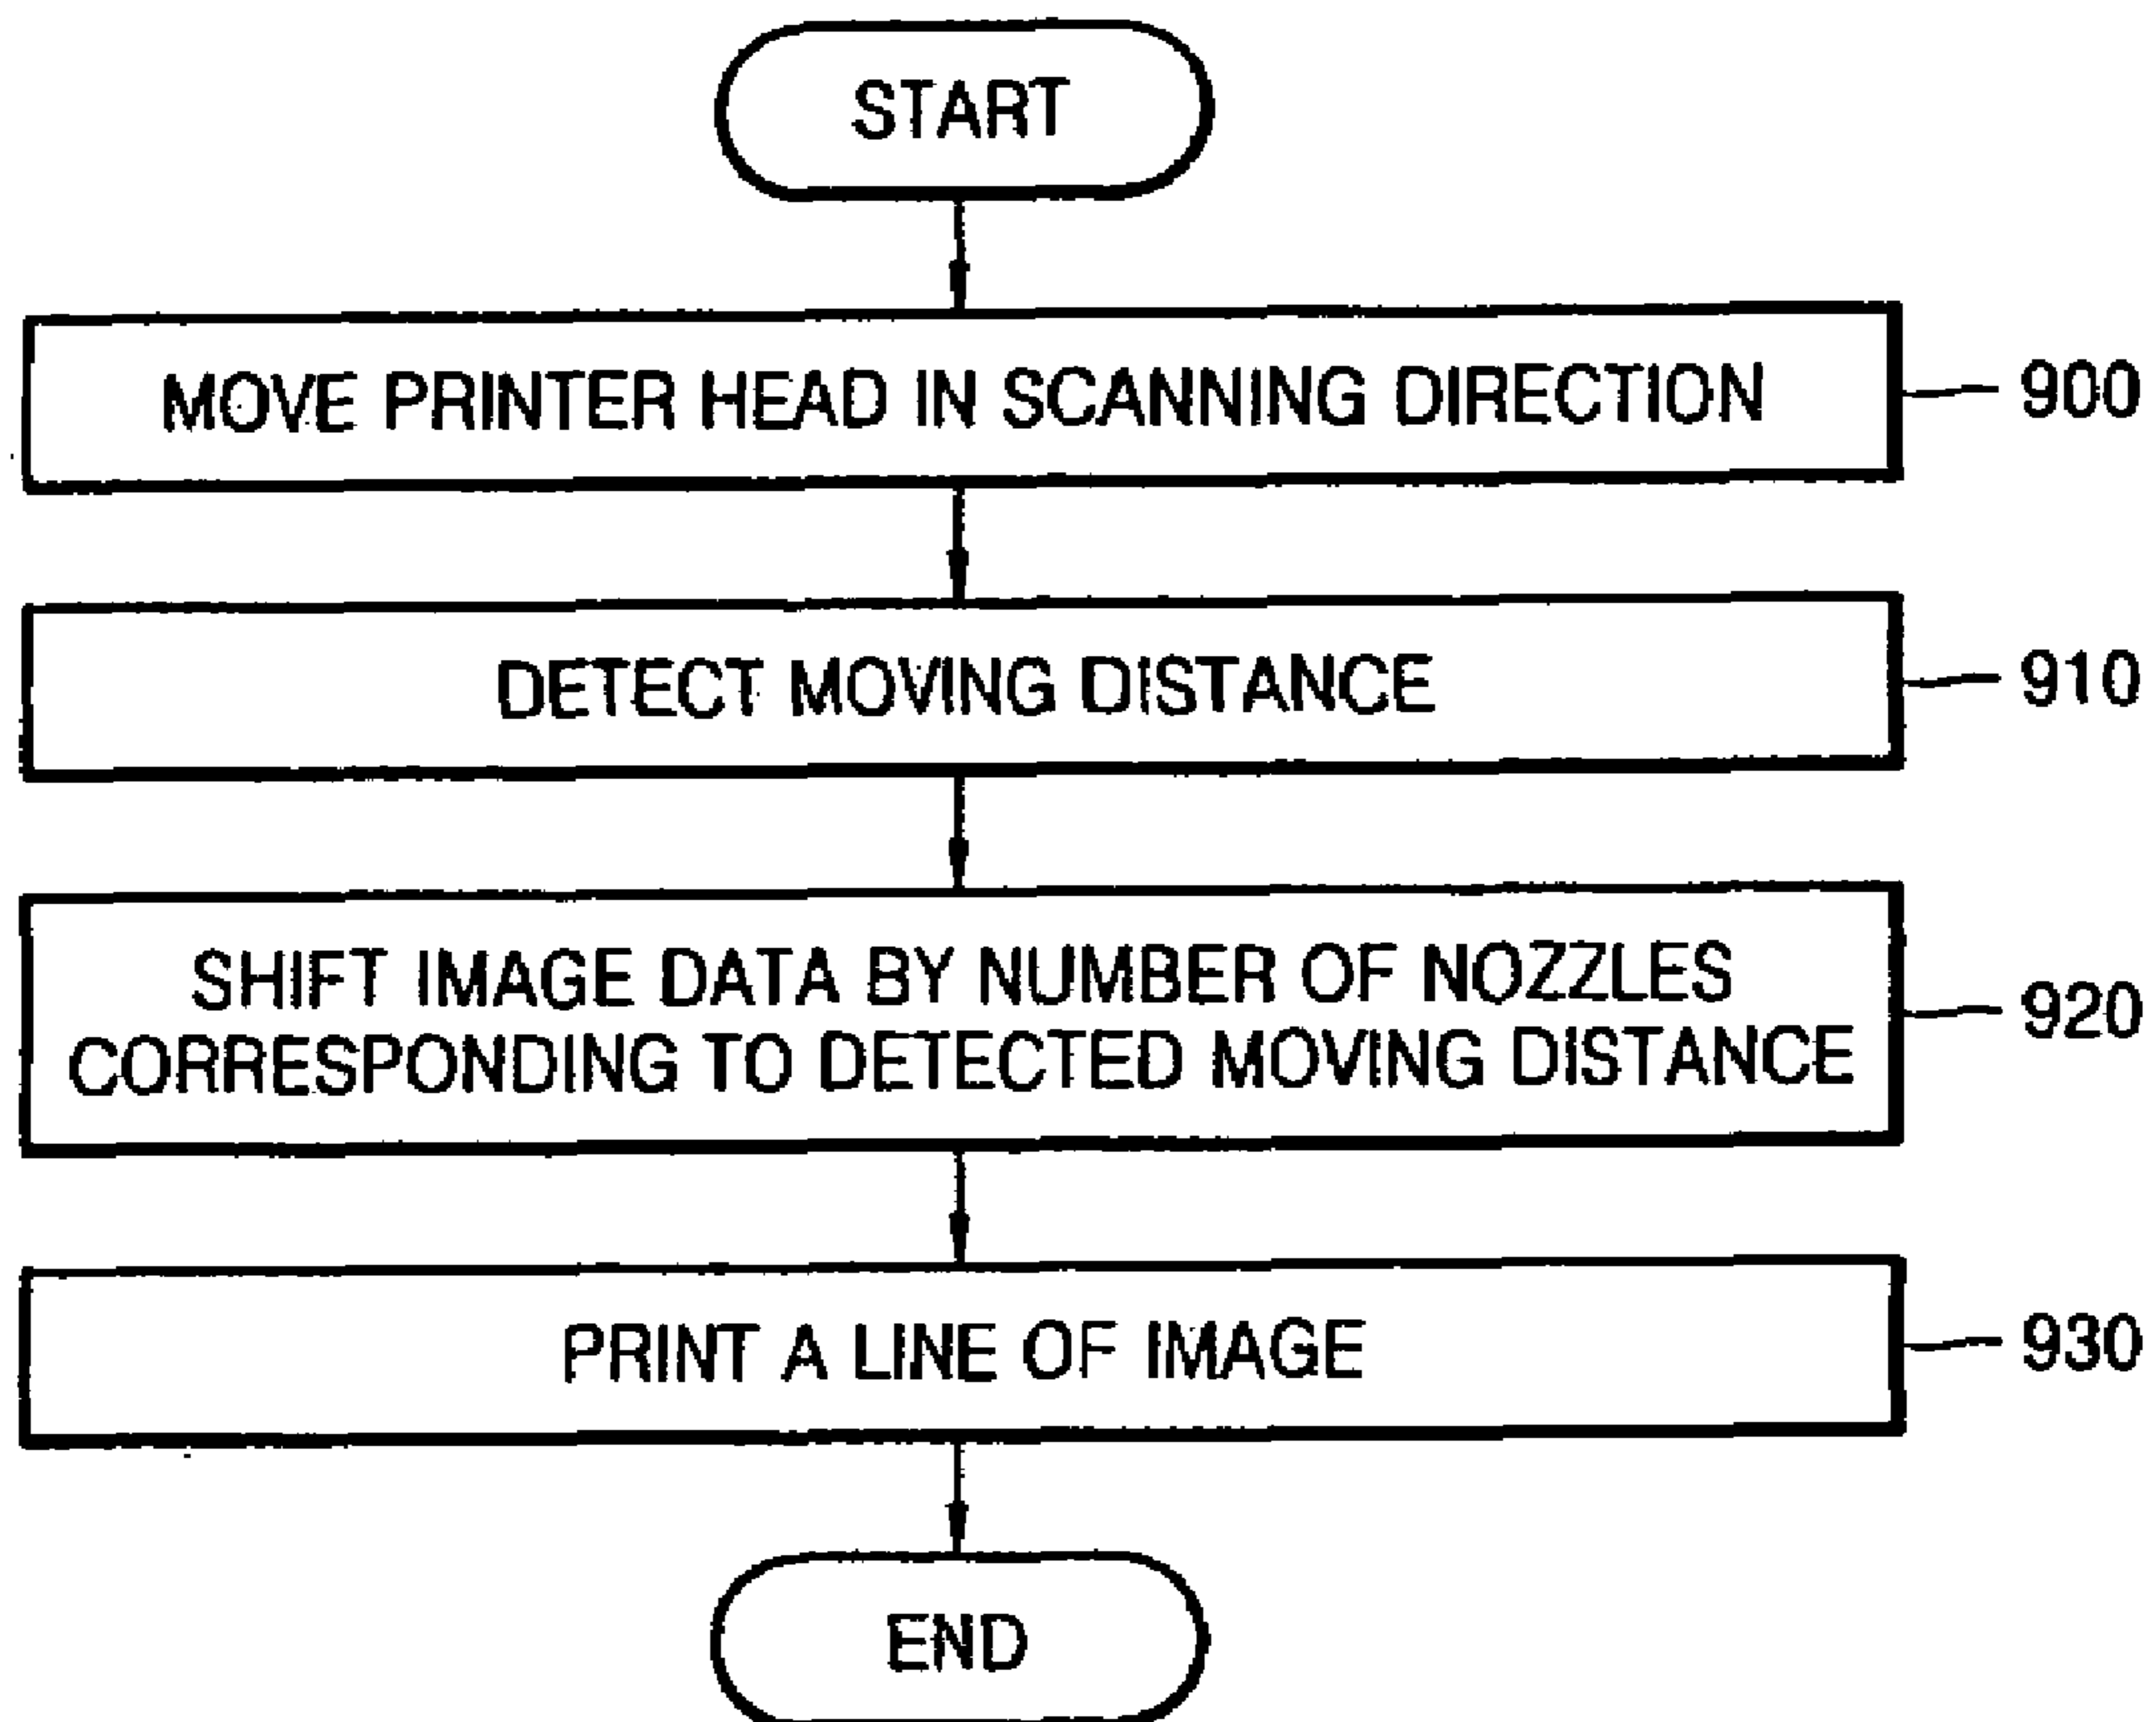 START
MOVE PRINTER HEAD IN SCANNING DIRECTION
900
DETECT MOVING DISTANCE
910
SHIFT IMAGE DATA BY NUMBER OF NOZZLES
CORRESPONDING TO DETECTED MOVING DISTANCE
920
PRINT A LINE OF IMAGE
930
END